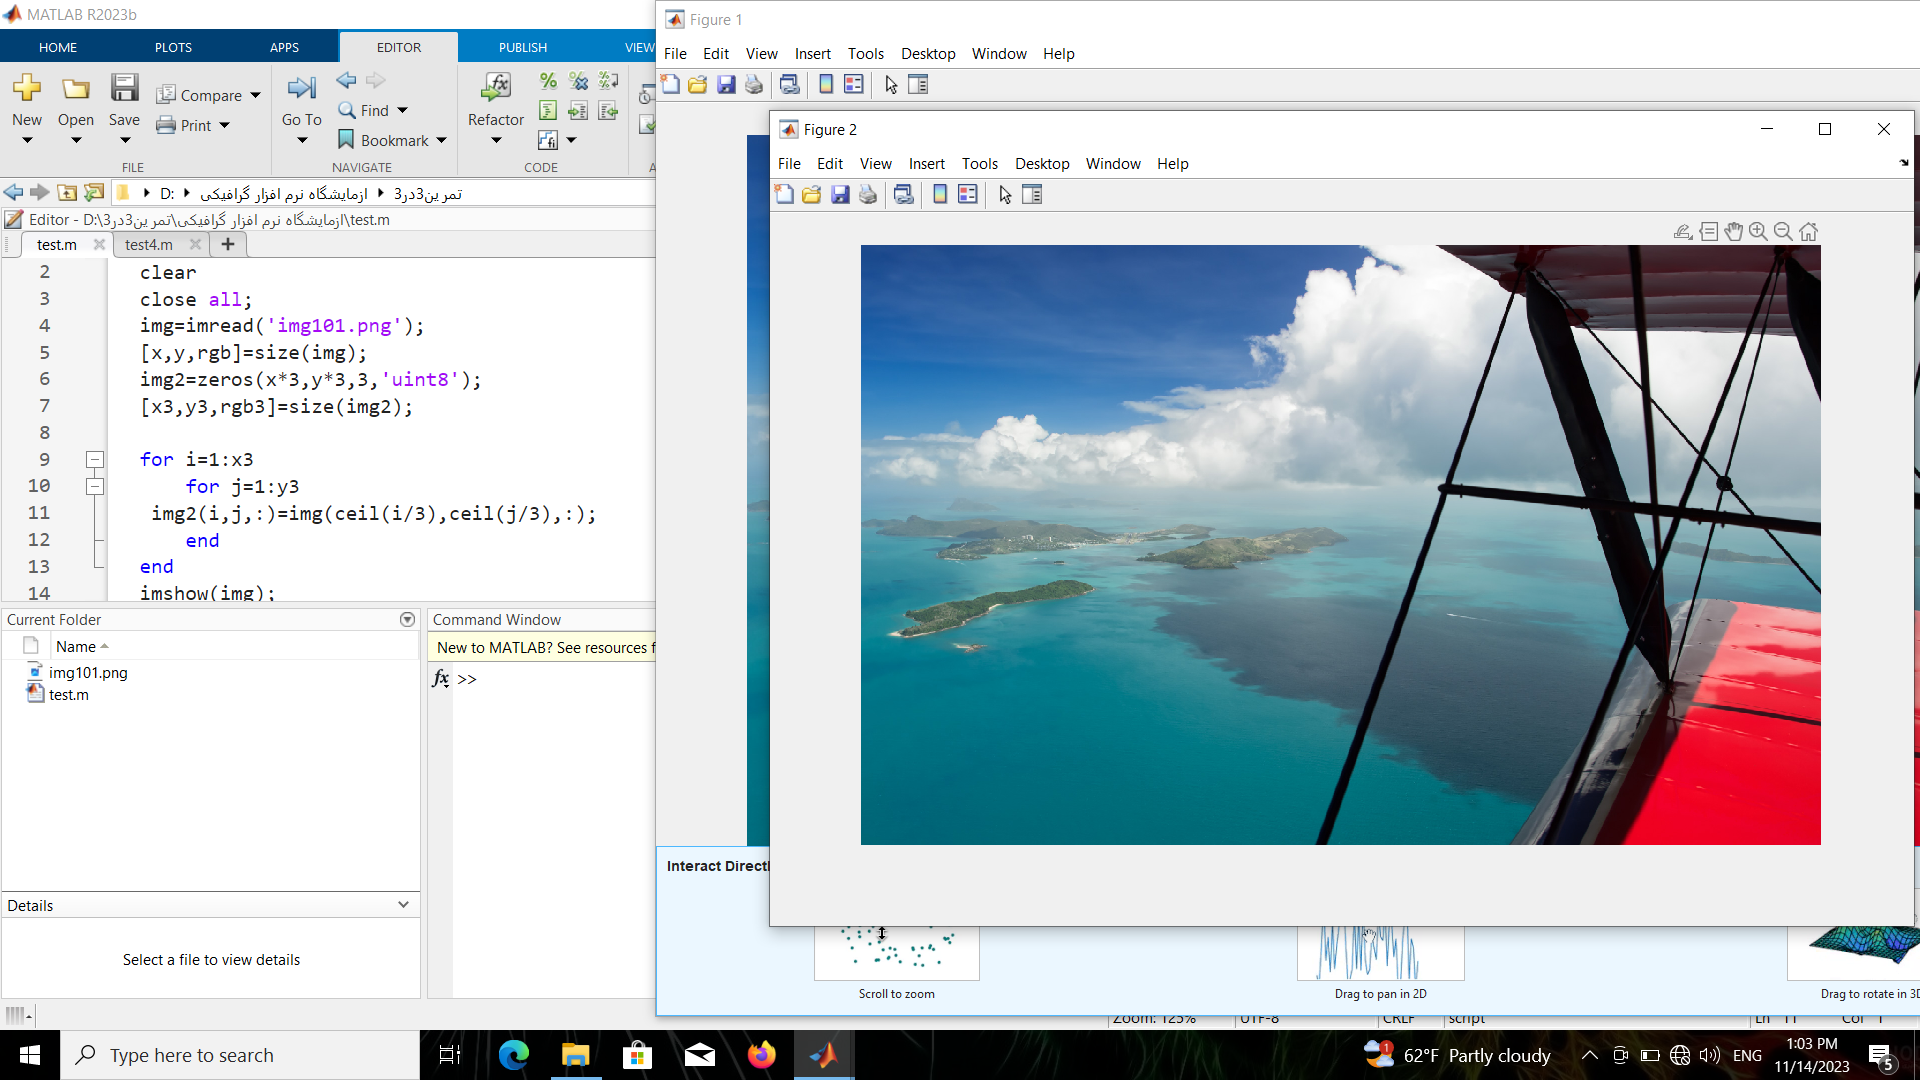 MATLAB R2023b
HOME PLOTS APPS EDITOR PUBLISH VIEW
New Open Save Compare Print
Go To Find Bookmark
Refactor
FILE NAVIGATE CODE
D: ازمایشگاه نرم افزار گرافیکی تمرین3در3
Editor - D:\ازمایشگاه نرم افزار گرافیکی\تمرین3در3\test.m
test.m test4.m
2 clear
3 close all;
4 img=imread('img101.png');
5 [x,y,rgb]=size(img);
6 img2=zeros(x*3,y*3,3,'uint8');
7 [x3,y3,rgb3]=size(img2);
8
9 for i=1:x3
10 for j=1:y3
11 img2(i,j,:)=img(ceil(i/3),ceil(j/3),:);
12 end
13 end
14 imshow(img);
Current Folder
Name
img101.png
test.m
Details
Select a file to view details
Command Window
New to MATLAB? See resources f
fx >>
Figure 1
File Edit View Insert Tools Desktop Window Help
Figure 2
File Edit View Insert Tools Desktop Window Help
Interact Directl
Scroll to zoom
Drag to pan in 2D
Drag to rotate in 3D
Zoom: 125% UTF-8 CRLF script Ln 11 Col 1
Type here to search
1
62°F Partly cloudy
ENG
1:03 PM
11/14/2023
5